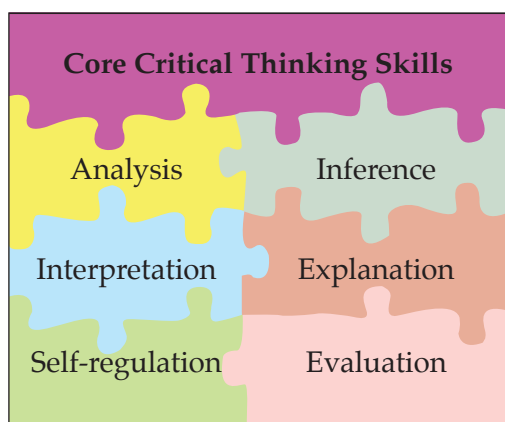 Core Critical Thinking Skills
Analysis
Inference
Interpretation
Explanation
Self-regulation
Evaluation